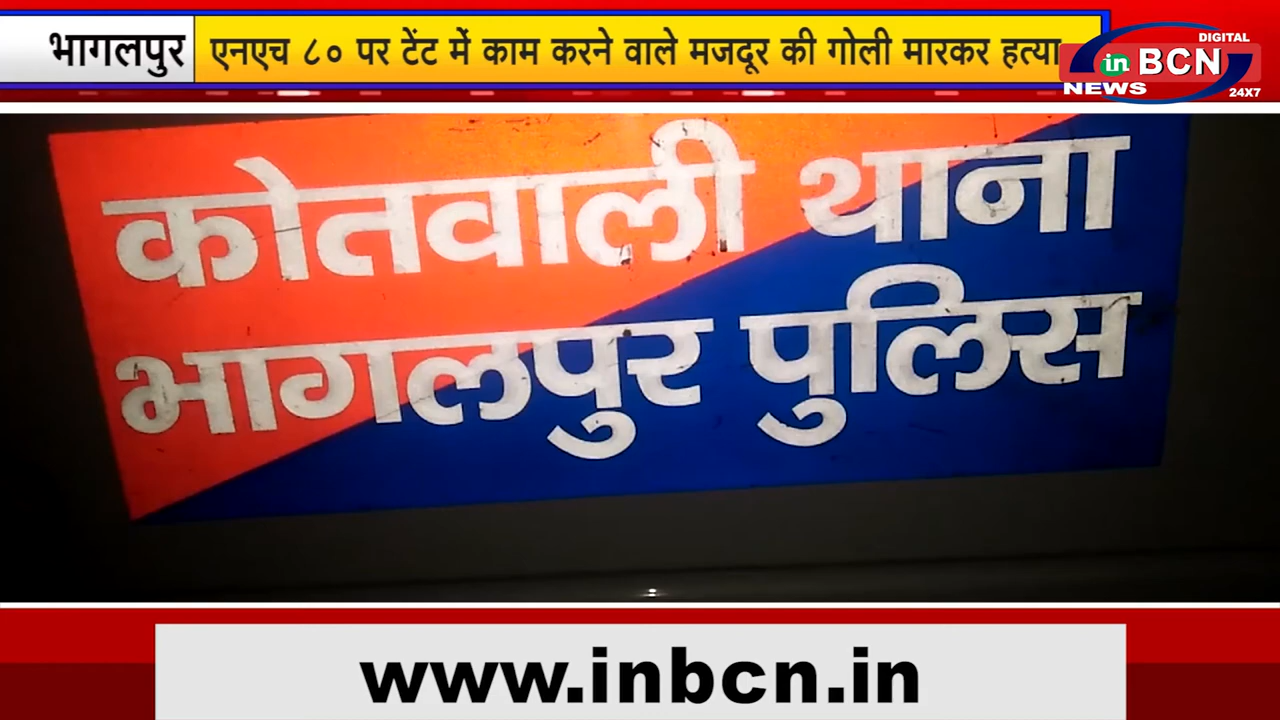 भागलपुर
एनएच ८० पर टेंट में काम करने वाले मजदूर की गोली मारकर हत्या
DIGITAL
in BCN
NEWS
24X7
कोतवाली थाना
भागलपुर पुलिस
www.inbcn.in